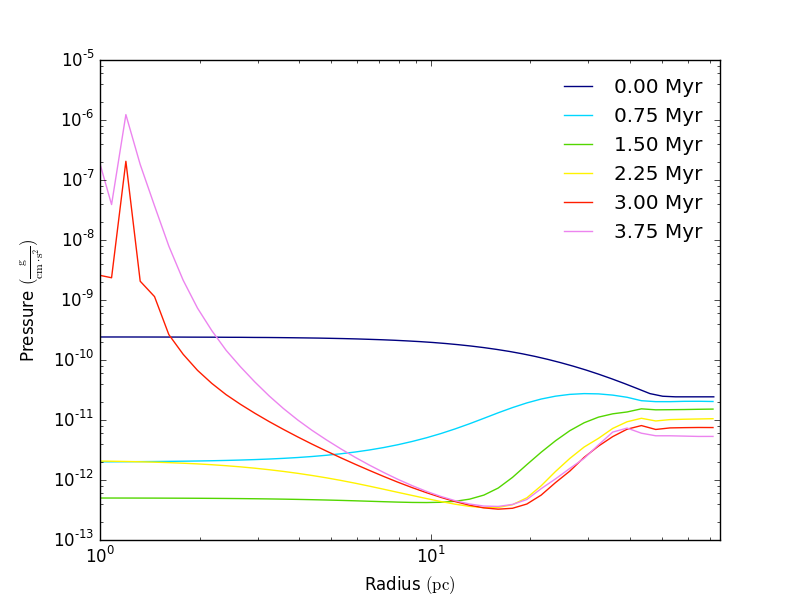 10^-5
10^-6
10^-7
10^-8
10^-9
10^-10
10^-11
10^-12
10^-13
10^0
10^1
Pressure (g/cm·s^2)
Radius (pc)
0.00 Myr
0.75 Myr
1.50 Myr
2.25 Myr
3.00 Myr
3.75 Myr